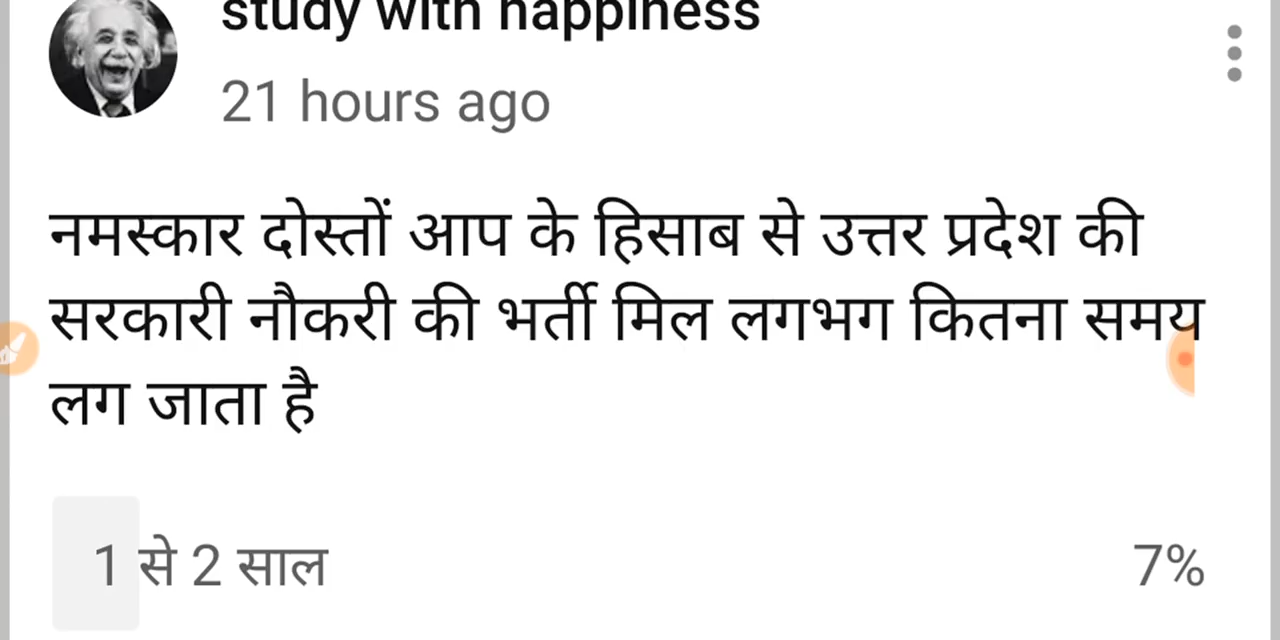 study with happiness
21 hours ago
नमस्कार दोस्तों आप के हिसाब से उत्तर प्रदेश की
सरकारी नौकरी की भर्ती मिल लगभग कितना समय
लग जाता है
1 से 2 साल 7%